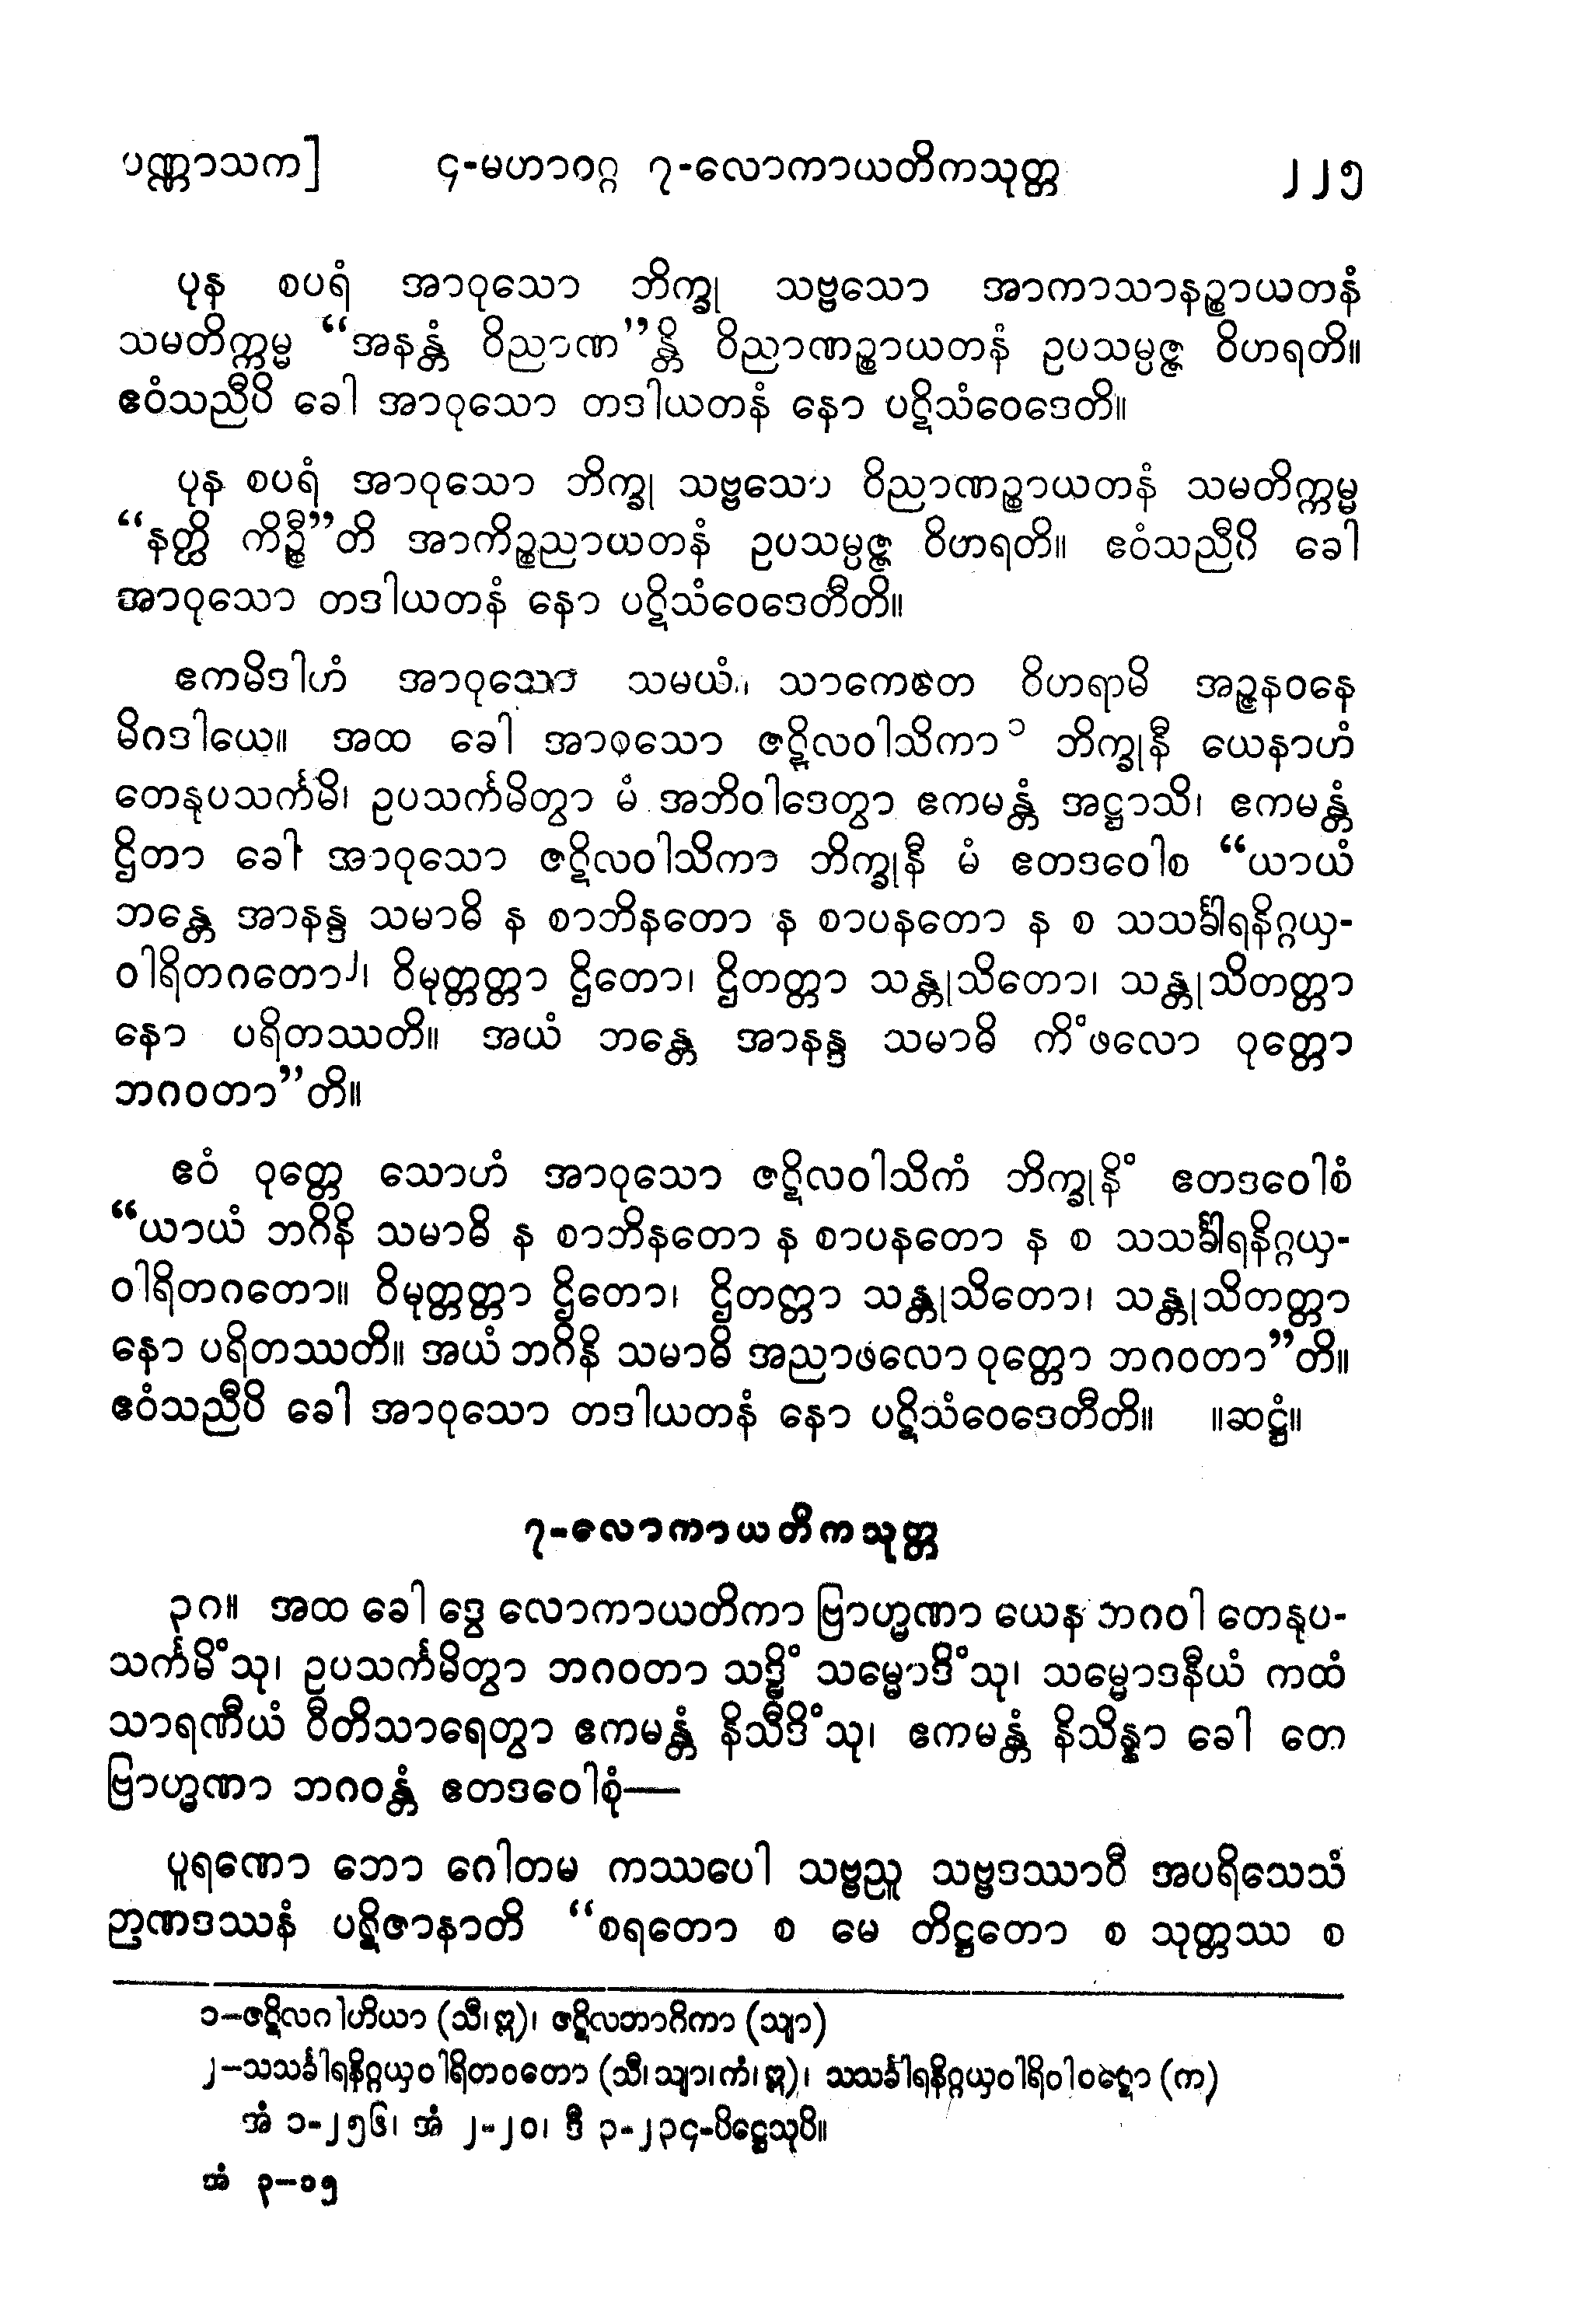 ပဏ္ဏာသက] ၄-မဟာဝဂ္ဂ ၇-လောကာယတိကသုတ္တ ၂၂၅
ပုန စပရံ အာဝုသော ဘိက္ခု သဗ္ဗသော အာကာသာနဉ္စာယတနံ
သမတိက္ကမ္မ “အနန္တံ ဝိညာဏ”န္တိ ဝိညာဏဉ္စာယတနံ ဥပသမ္ပဇ္ဇ ဝိဟရတိ။
ဧဝံသညီပိ ခေါ အာဝုသော တဒါယတနံ နော ပဋိသံဝေဒေတိ။
ပုန စပရံ အာဝုသော ဘိက္ခု သဗ္ဗသော ဝိညာဏဉ္စာယတနံ သမတိက္ကမ္မ
“နတ္ထိ ကိဉ္စီ”တိ အာကိဉ္စညာယတနံ ဥပသမ္ပဇ္ဇ ဝိဟရတိ။ ဧဝံသညီပိ ခေါ
အာဝုသော တဒါယတနံ နော ပဋိသံဝေဒေတီတိ။
ဧကမိဒါဟံ အာဝုသော သမယံ သာကေတေ ဝိဟရာမိ အဉ္ဇနဝနေ
မိဂဒါယေ။ အထ ခေါ အာဝုသော ဇဋိလဝါသိကာ၁ ဘိက္ခုနီ ယေနာဟံ
တေနုပသင်္ကမိ၊ ဥပသင်္ကမိတွာ မံ အဘိဝါဒေတွာ ဧကမန္တံ အဋ္ဌာသိ၊ ဧကမန္တံ
ဌိတာ ခေါ အာဝုသော ဇဋိလဝါသိကာ ဘိက္ခုနီ မံ ဧတဒဝေါစ “ယာယံ
ဘန္တေ အာနန္ဒ သမာဓိ န စာဘိနတော န စာပနတော န စ သသင်္ခါရနိဂ္ဂယှ-
ဝါရိတဂတော၂၊ ဝိမုတ္တတ္တာ ဌိတော၊ ဌိတတ္တာ သန္တုသိတော၊ သန္တုသိတတ္တာ
နော ပရိတဿတိ။ အယံ ဘန္တေ အာနန္ဒ သမာဓိ ကိံဖလော ဝုတ္တော
ဘဂဝတာ”တိ။
ဧဝံ ဝုတ္တေ သောဟံ အာဝုသော ဇဋိလဝါသိကံ ဘိက္ခုနိံ ဧတဒဝေါစံ
“ယာယံ ဘဂိနိ သမာဓိ န စာဘိနတော န စာပနတော န စ သသင်္ခါရနိဂ္ဂယှ-
ဝါရိတဂတော။ ဝိမုတ္တတ္တာ ဌိတော၊ ဌိတတ္တာ သန္တုသိတော၊ သန္တုသိတတ္တာ
နော ပရိတဿတိ။ အယံ ဘဂိနိ သမာဓိ အညာဖလော ဝုတ္တော ဘဂဝတာ”တိ။
ဧဝံသညီပိ ခေါ အာဝုသော တဒါယတနံ နော ပဋိသံဝေဒေတီတိ။ ။ဆဋ္ဌံ။
၇-လောကာယတိကသုတ္တ
၃၈။ အထ ခေါ ဒွေ လောကာယတိကာ ဗြာဟ္မဏာ ယေန ဘဂဝါ တေနုပ-
သင်္ကမိံသု၊ ဥပသင်္ကမိတွာ ဘဂဝတာ သဒ္ဓိံ သမ္မောဒိံသု၊ သမ္မောဒနီယံ ကထံ
သာရဏီယံ ဝီတိသာရေတွာ ဧကမန္တံ နိသီဒိံသု၊ ဧကမန္တံ နိသိန္နာ ခေါ တေ
ဗြာဟ္မဏာ ဘဂဝန္တံ ဧတဒဝေါစုံ—
ပူရဏော ဘော ဂေါတမ ကဿပေါ သဗ္ဗညူ သဗ္ဗဒဿာဝီ အပရိသေသံ
ဉာဏဒဿနံ ပဋိဇာနာတိ “စရတော စ မေ တိဋ္ဌတော စ သုတ္တဿ စ
၁-ဇဋိလဂါဟိယာ (သီ၊ ဣ)၊ ဇဋိလဘာဂိကာ (သျာ)
၂-သသင်္ခါရနိဂ္ဂယှဝါရိတဝတော (သီ၊ သျာ၊ ကံ၊ ဣ)၊ သသင်္ခါရနိဂ္ဂယှဝါရိဝါဝဋော (က)
အံ ၁-၂၅၆၊ အံ ၂-၂၀၊ ဒီ ၃-၂၃၄-ပိဋ္ဌေသုပိ။
အံ ၃-၁၅